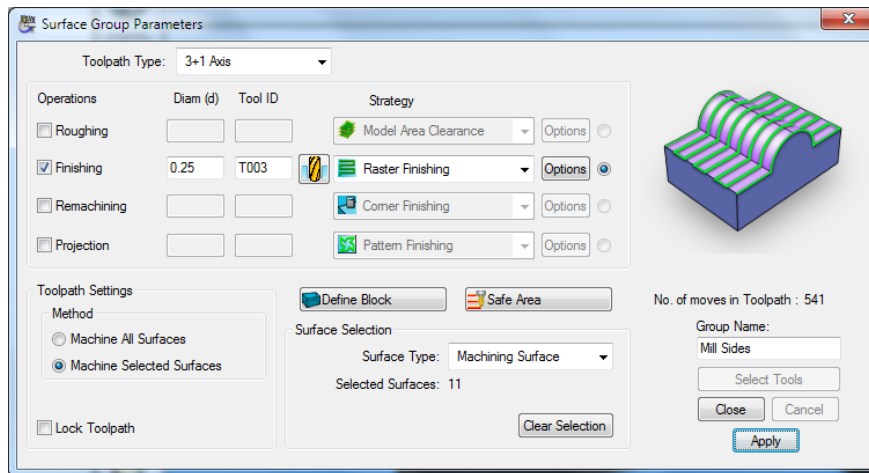 Surface Group Parameters
Toolpath Type: 3+1 Axis
Operations Diam (d) Tool ID Strategy
Roughing Model Area Clearance Options
Finishing 0.25 T003 Raster Finishing Options
Remachining Corner Finishing Options
Projection Pattern Finishing Options
Toolpath Settings
Method
Machine All Surfaces
Machine Selected Surfaces
Lock Toolpath
Define Block Safe Area
Surface Selection
Surface Type: Machining Surface
Selected Surfaces: 11
Clear Selection
No. of moves in Toolpath : 541
Group Name:
Mill Sides
Select Tools
Close Cancel
Apply